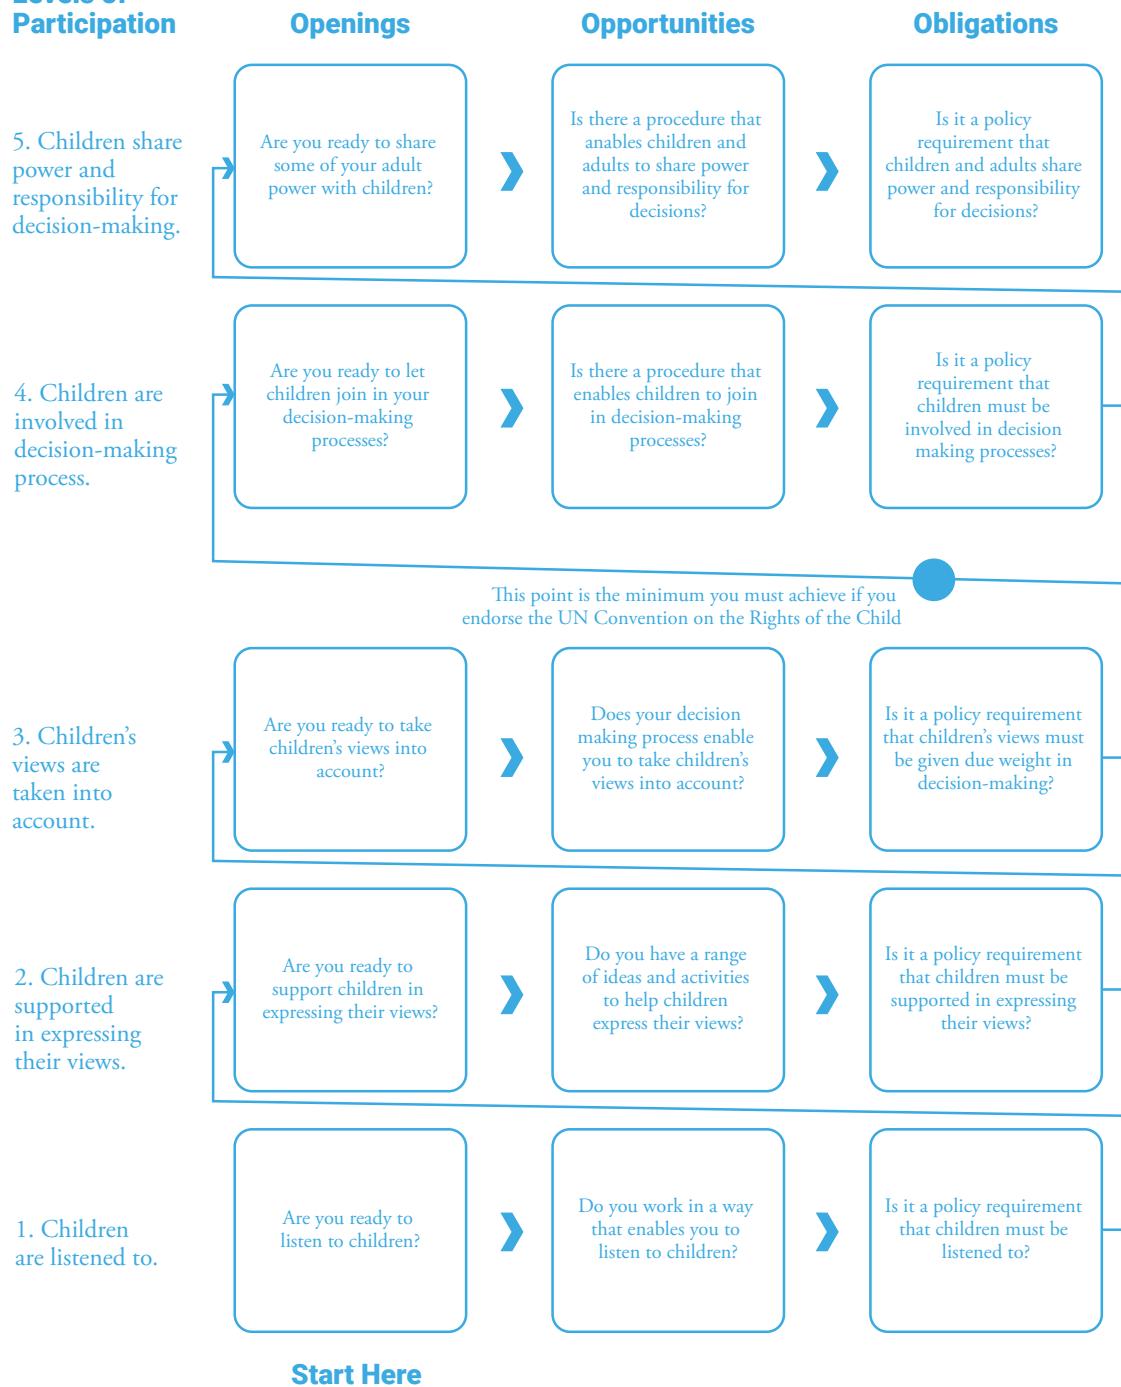 Levels of
Participation
Openings
Opportunities
Obligations
5. Children share
power and
responsibility for
decision-making.
Are you ready to share
some of your adult
power with children?
Is there a procedure that
anables children and
adults to share power
and responsibility for
decisions?
Is it a policy
requirement that
children and adults share
power and responsibility
for decisions?
4. Children are
involved in
decision-making
process.
Are you ready to let
children join in your
decision-making
processes?
Is there a procedure that
enables children to join
in decision-making
processes?
Is it a policy
requirement that
children must be
involved in decision
making processes?
This point is the minimum you must achieve if you
endorse the UN Convention on the Rights of the Child
3. Children’s
views are
taken into
account.
Are you ready to take
children’s views into
account?
Does your decision
making process enable
you to take children’s
views into account?
Is it a policy requirement
that children’s views must
be given due weight in
decision-making?
2. Children are
supported
in expressing
their views.
Are you ready to
support children in
expressing their views?
Do you have a range
of ideas and activities
to help children
express their views?
Is it a policy requirement
that children must be
supported in expressing
their views?
1. Children
are listened to.
Are you ready to
listen to children?
Do you work in a way
that enables you to
listen to children?
Is it a policy requirement
that children must be
listened to?
Start Here